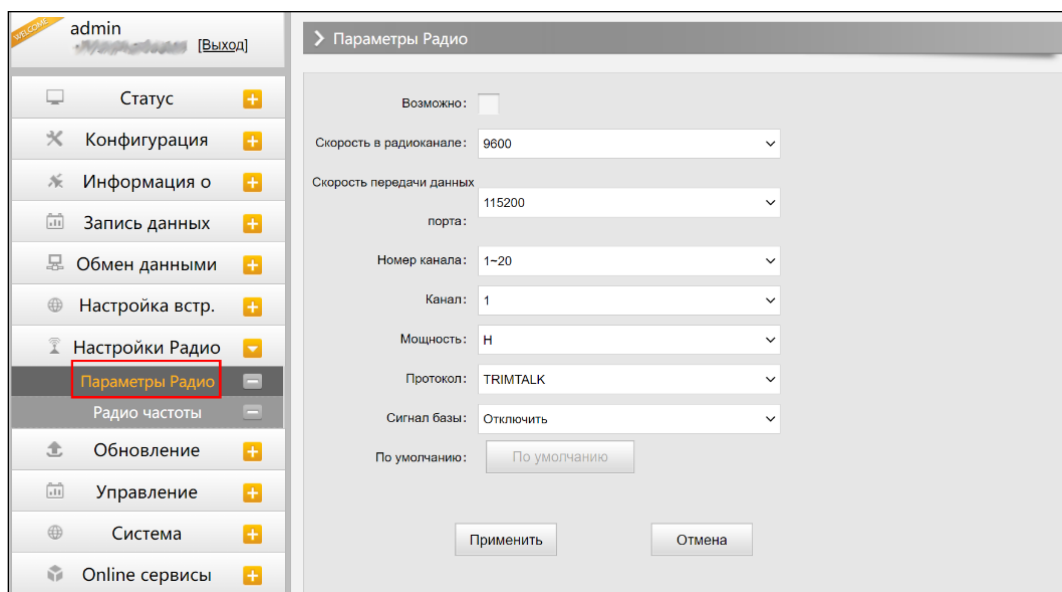 WELCOME
admin
[Выход]
Статус
Конфигурация
Информация о
Запись данных
Обмен данными
Настройка встр.
Настройки Радио
Параметры Радио
Радио частоты
Обновление
Управление
Система
Online сервисы
Параметры Радио
Возможно:
Скорость в радиоканале: 9600
Скорость передачи данных
порта: 115200
Номер канала: 1~20
Канал: 1
Мощность: H
Протокол: TRIMTALK
Сигнал базы: Отключить
По умолчанию: По умолчанию
Применить Отмена